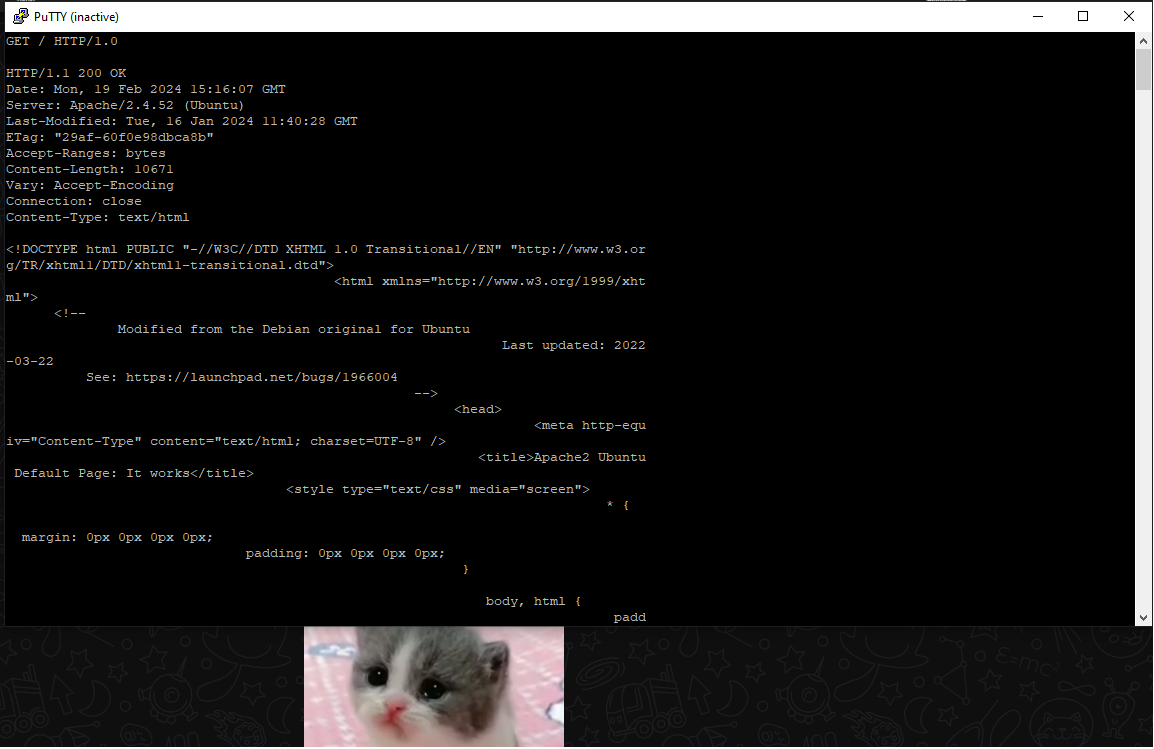 PuTTY (inactive)
GET / HTTP/1.0
HTTP/1.1 200 OK
Date: Mon, 19 Feb 2024 15:16:07 GMT
Server: Apache/2.4.52 (Ubuntu)
Last-Modified: Tue, 16 Jan 2024 11:40:28 GMT
ETag: "29af-60f0e98dbca8b"
Accept-Ranges: bytes
Content-Length: 10671
Vary: Accept-Encoding
Connection: close
Content-Type: text/html
<!DOCTYPE html PUBLIC "-//W3C//DTD XHTML 1.0 Transitional//EN" "http://www.w3.or
g/TR/xhtml1/DTD/xhtml1-transitional.dtd">
<html xmlns="http://www.w3.org/1999/xht
ml">
<!--
Modified from the Debian original for Ubuntu
Last updated: 2022
-03-22
See: https://launchpad.net/bugs/1966004
-->
<head>
<meta http-equ
iv="Content-Type" content="text/html; charset=UTF-8" />
<title>Apache2 Ubuntu
Default Page: It works</title>
<style type="text/css" media="screen">
* {
margin: 0px 0px 0px 0px;
padding: 0px 0px 0px 0px;
}
body, html {
padd